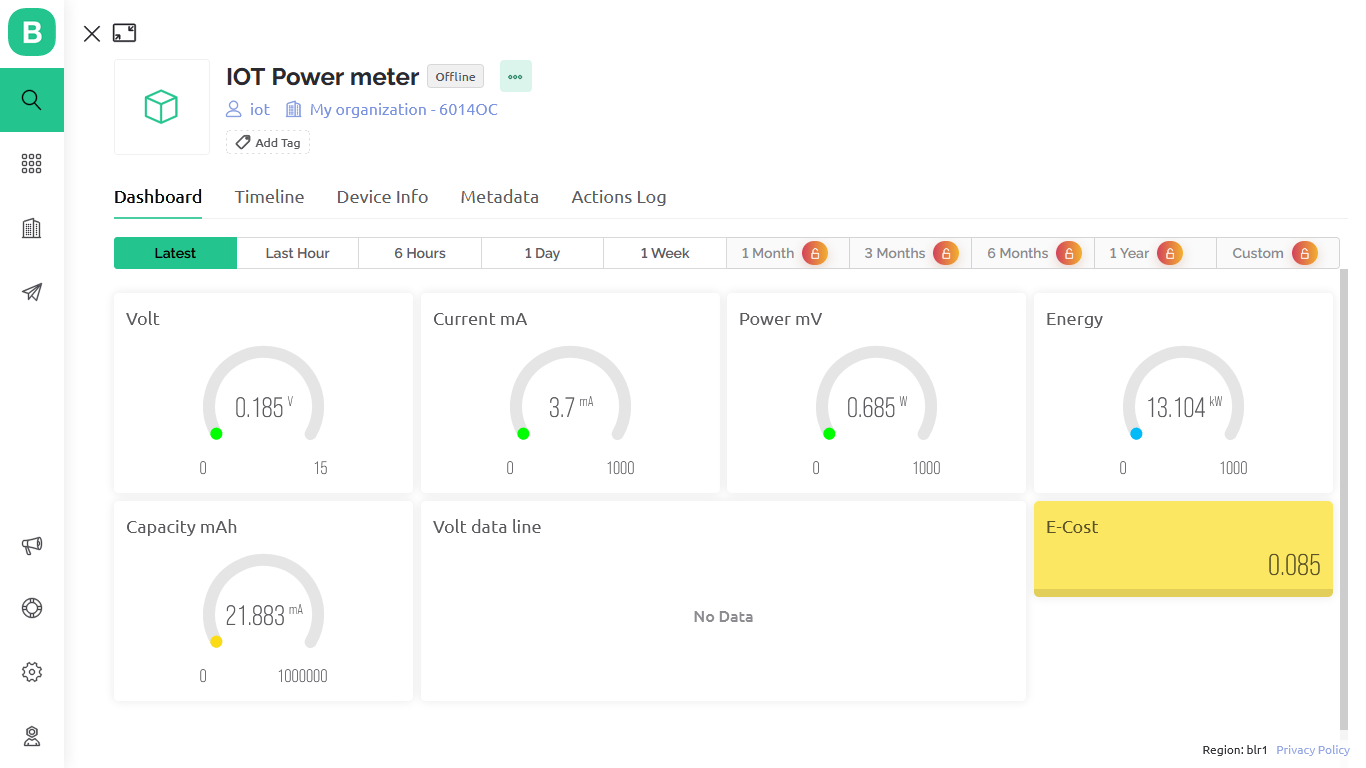 B
IOT Power meter Offline
iot My organization - 6014OC
Add Tag
Dashboard Timeline Device Info Metadata Actions Log
Latest Last Hour 6 Hours 1 Day 1 Week 1 Month 3 Months 6 Months 1 Year Custom
Volt Current mA Power mV Energy
0.185 V 3.7 mA 0.685 W 13.104 kW
0 15 0 1000 0 1000 0 1000
Capacity mAh Volt data line E-Cost
0.085
21.883 mA No Data
0 1000000
Region: blr1 Privacy Policy